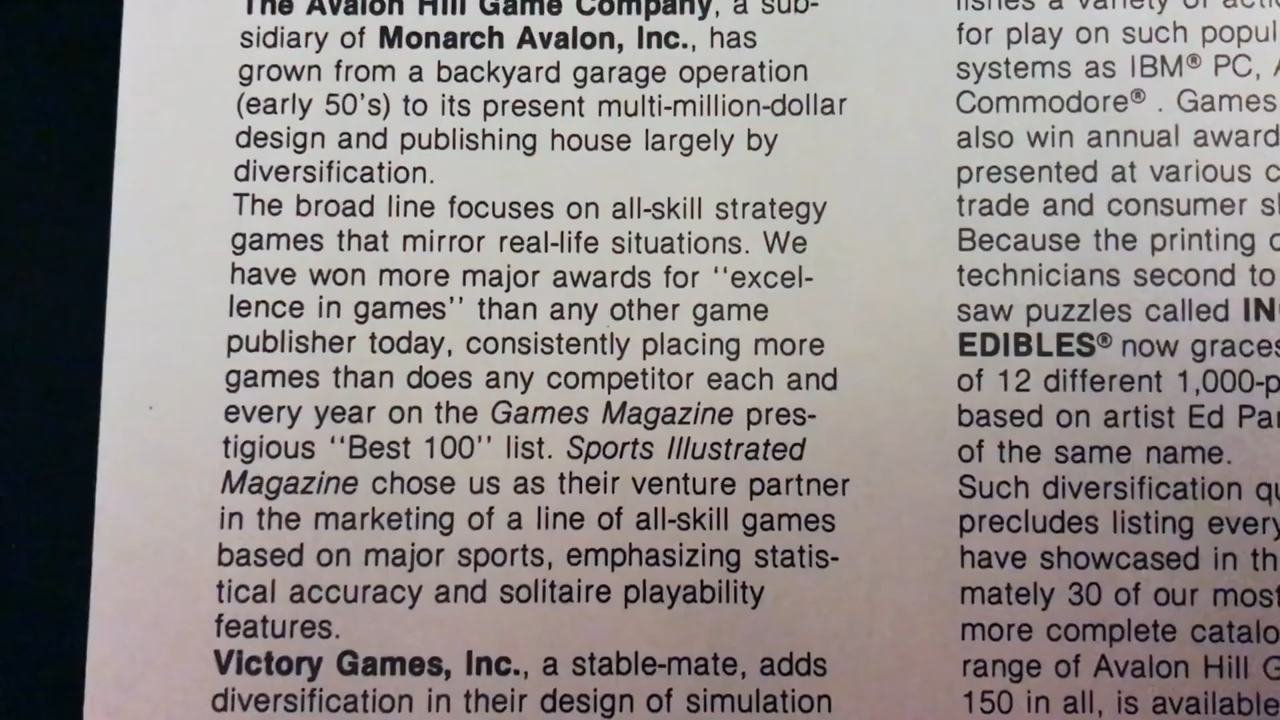 The Avalon Hill Game Company, a sub-
sidiary of Monarch Avalon, Inc., has
grown from a backyard garage operation
(early 50's) to its present multi-million-dollar
design and publishing house largely by
diversification.
The broad line focuses on all-skill strategy
games that mirror real-life situations. We
have won more major awards for "excel-
lence in games" than any other game
publisher today, consistently placing more
games than does any competitor each and
every year on the Games Magazine pres-
tigious "Best 100" list. Sports Illustrated
Magazine chose us as their venture partner
in the marketing of a line of all-skill games
based on major sports, emphasizing statis-
tical accuracy and solitaire playability
features.
Victory Games, Inc., a stable-mate, adds
diversification in their design of simulation
fishes a variety of
for play on such
systems as IBM® PC,
Commodore® . Games
also win annual
presented at various
trade and consumer
Because the printing
technicians second to
saw puzzles called
EDIBLES® now graces
of 12 different
based on artist Ed
of the same name.
Such diversification
precludes listing every
have showcased in
mately 30 of our most
more complete
range of Avalon Hill
150 in all, is available